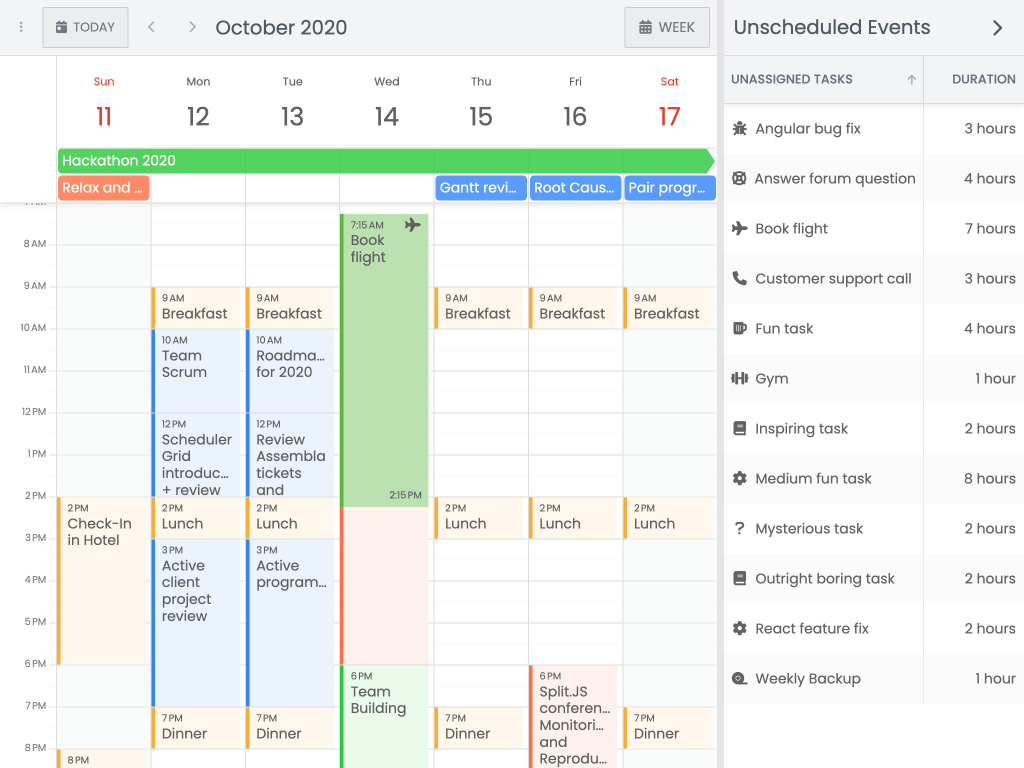 TODAY
October 2020
WEEK
Unscheduled Events
Sun
Mon
Tue
Wed
Thu
Fri
Sat
11
12
13
14
15
16
17
UNASSIGNED TASKS
DURATION
Hackathon 2020
Relax and ...
Gantt revi...
Root Caus...
Pair progr...
8 AM
9 AM
10 AM
11 AM
12 PM
1 PM
2 PM
3 PM
4 PM
5 PM
6 PM
7 PM
8 PM
2 PM
Check-In
in Hotel
8 PM
9 AM
Breakfast
10 AM
Team
Scrum
12 PM
Scheduler
Grid
introduc...
+ review
2 PM
Lunch
3 PM
Active
client
project
review
7 PM
Dinner
9 AM
Breakfast
10 AM
Roadma...
for 2020
12 PM
Review
Assembla
tickets
and
2 PM
Lunch
3 PM
Active
program...
7 PM
Dinner
7:15 AM
Book
flight
2:15 PM
6 PM
Team
Building
9 AM
Breakfast
2 PM
Lunch
7 PM
Dinner
9 AM
Breakfast
2 PM
Lunch
6 PM
SplitJS
conferen...
Monitori...
and
Reprodu...
9 AM
Breakfast
2 PM
Lunch
7 PM
Dinner
Angular bug fix 3 hours
Answer forum question 4 hours
Book flight 7 hours
Customer support call 3 hours
Fun task 4 hours
Gym 1 hour
Inspiring task 2 hours
Medium fun task 8 hours
Mysterious task 2 hours
Outright boring task 2 hours
React feature fix 2 hours
Weekly Backup 1 hour